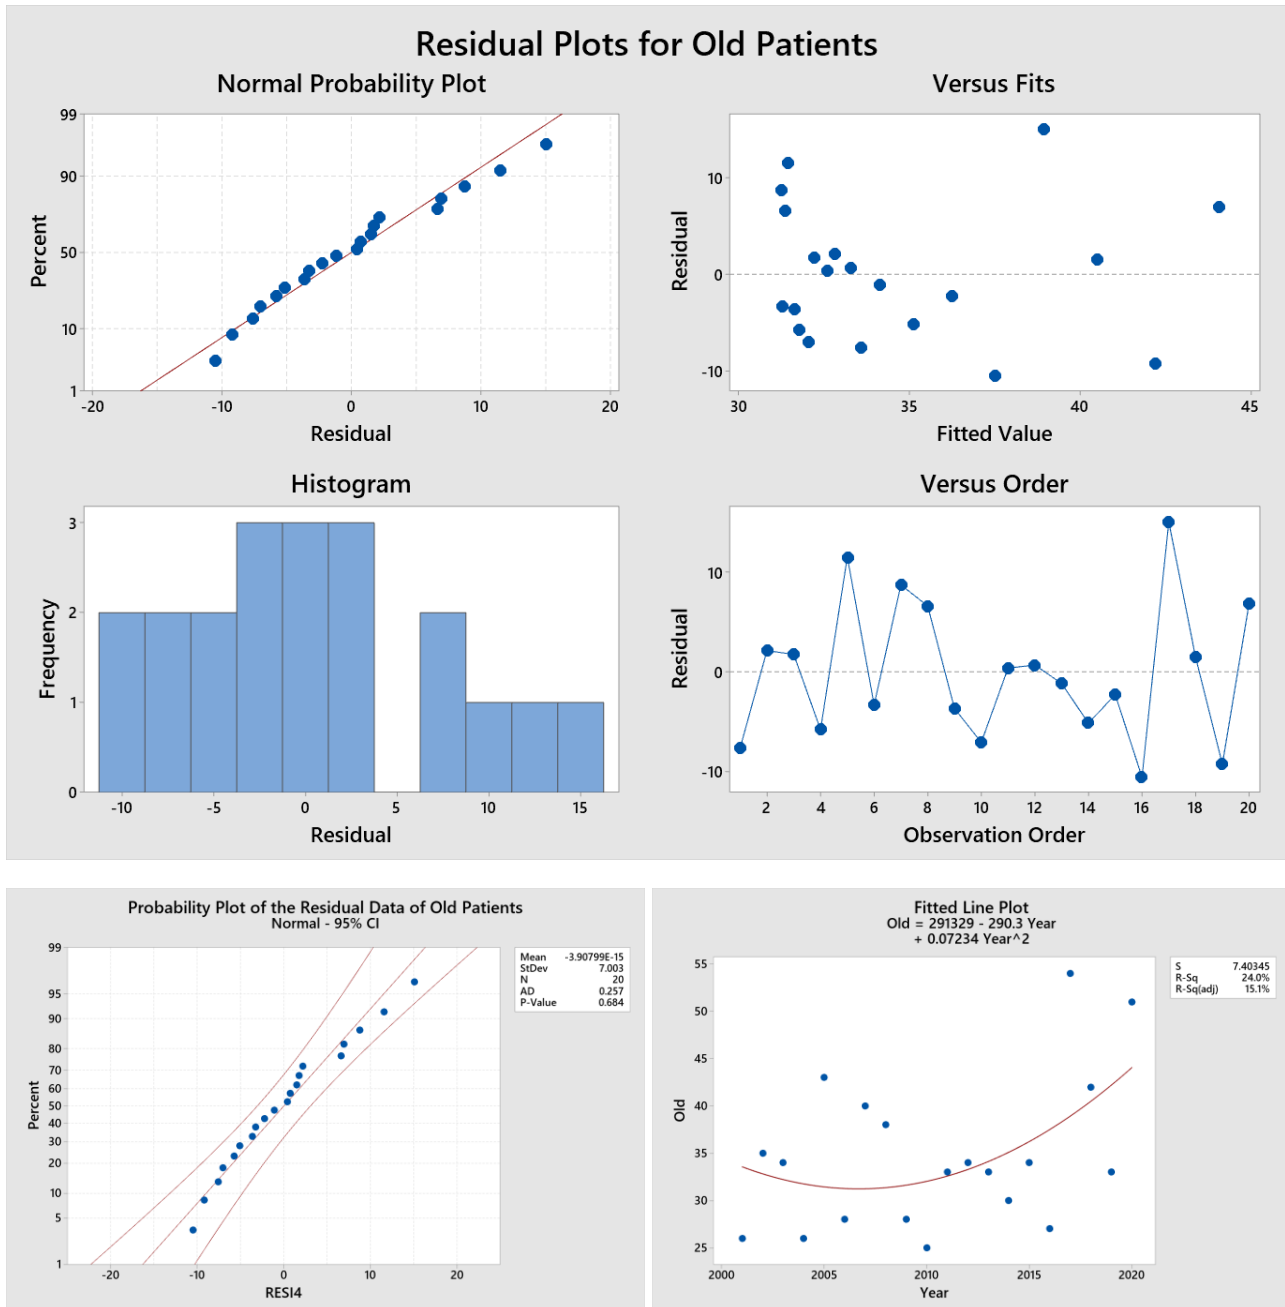 Residual Plots for Old Patients
Normal Probability Plot
99
90
50
10
1
Percent
-20 -10 0 10 20
Residual
Versus Fits
10
0
-10
Residual
30 35 40 45
Fitted Value
Histogram
3
2
1
0
Frequency
-10 -5 0 5 10 15
Residual
Versus Order
10
0
-10
Residual
2 4 6 8 10 12 14 16 18 20
Observation Order
Probability Plot of the Residual Data of Old Patients
Normal - 95% CI
99
95
90
80
70
60
50
40
30
20
10
5
1
Percent
-20 -10 0 10 20
RESI4
Mean -3.90799E-15
StDev 7.003
N 20
AD 0.257
P-Value 0.684
Fitted Line Plot
Old = 291329 - 290.3 Year
+ 0.07234 Year^2
55
50
45
40
35
30
25
Old
2000 2005 2010 2015 2020
Year
S 7.40345
R-Sq 24.0%
R-Sq(adj) 15.1%